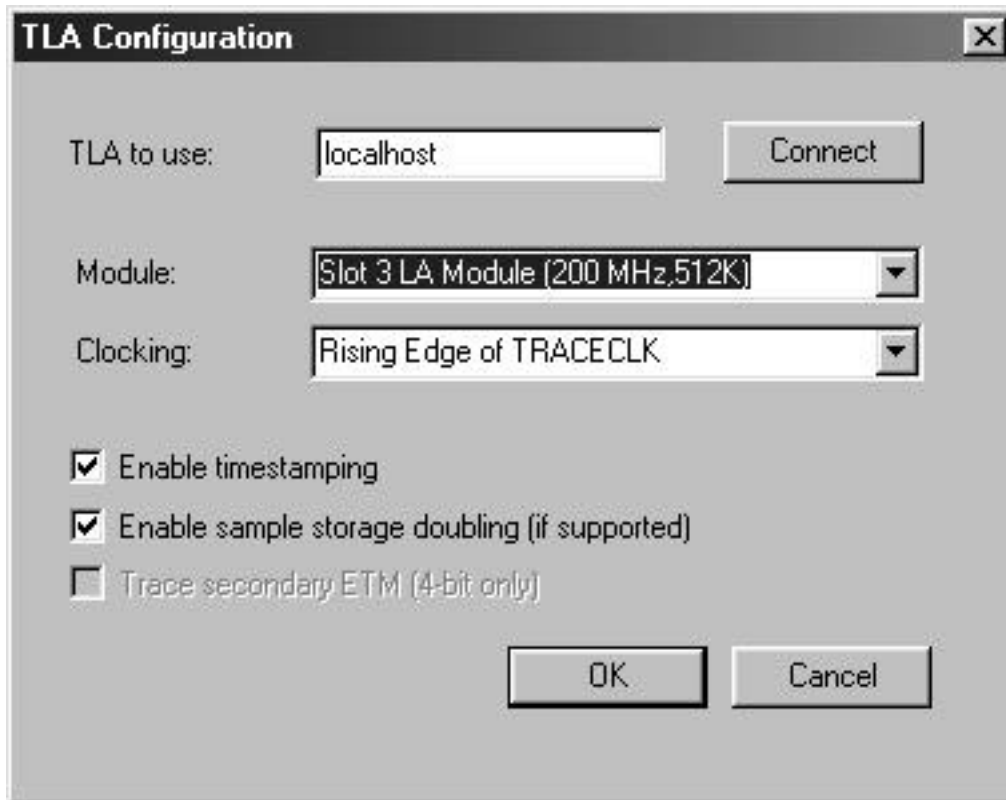 TLA Configuration
TLA to use: localhost Connect
Module: Slot 3 LA Module (200 MHz,512K)
Clocking: Rising Edge of TRACECLK
Enable timestamping
Enable sample storage doubling (if supported)
Trace secondary ETM (4-bit only)
OK Cancel